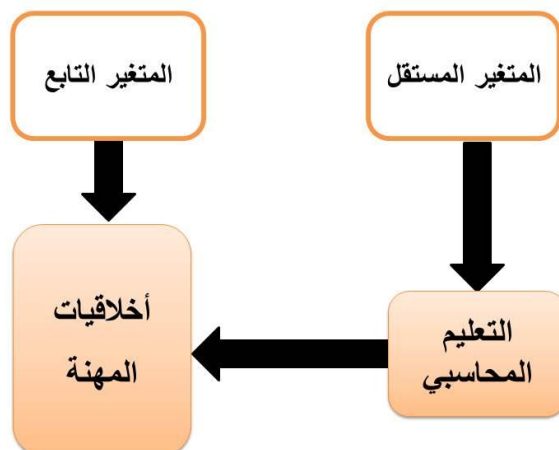 المتغير المستقل
المتغير التابع
التعليم
المحاسبي
أخلاقيات
المهنة